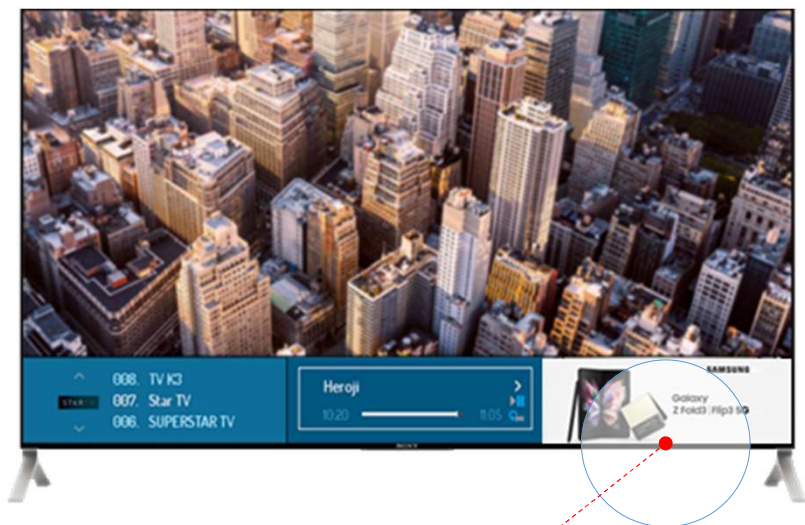 008. TV K3
STAR
007. Star TV
006. SUPERSTAR TV
Heroji
10:20
11:05
SAMSUNG
Galaxy
Z Fold3 | Flip3 5G
SONY